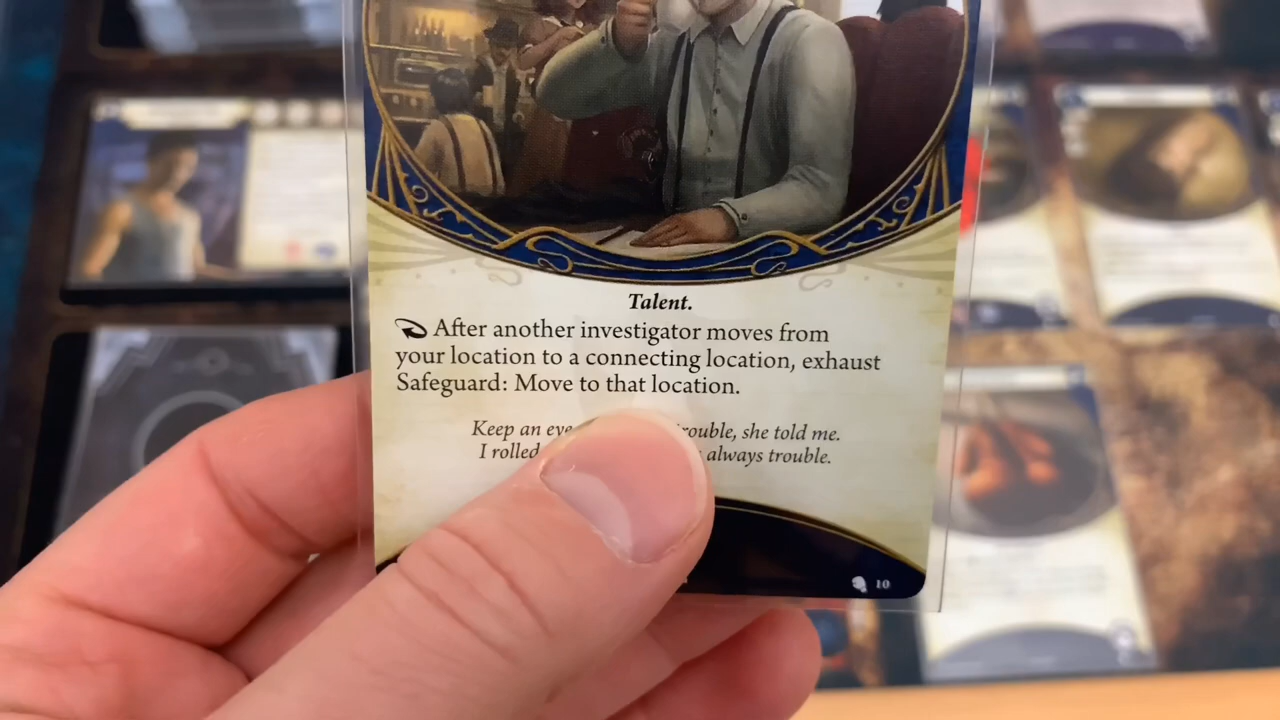 Talent.
After another investigator moves from
your location to a connecting location, exhaust
Safeguard: Move to that location.
Keep an eye rouble, she told me.
I rolled always trouble.
10